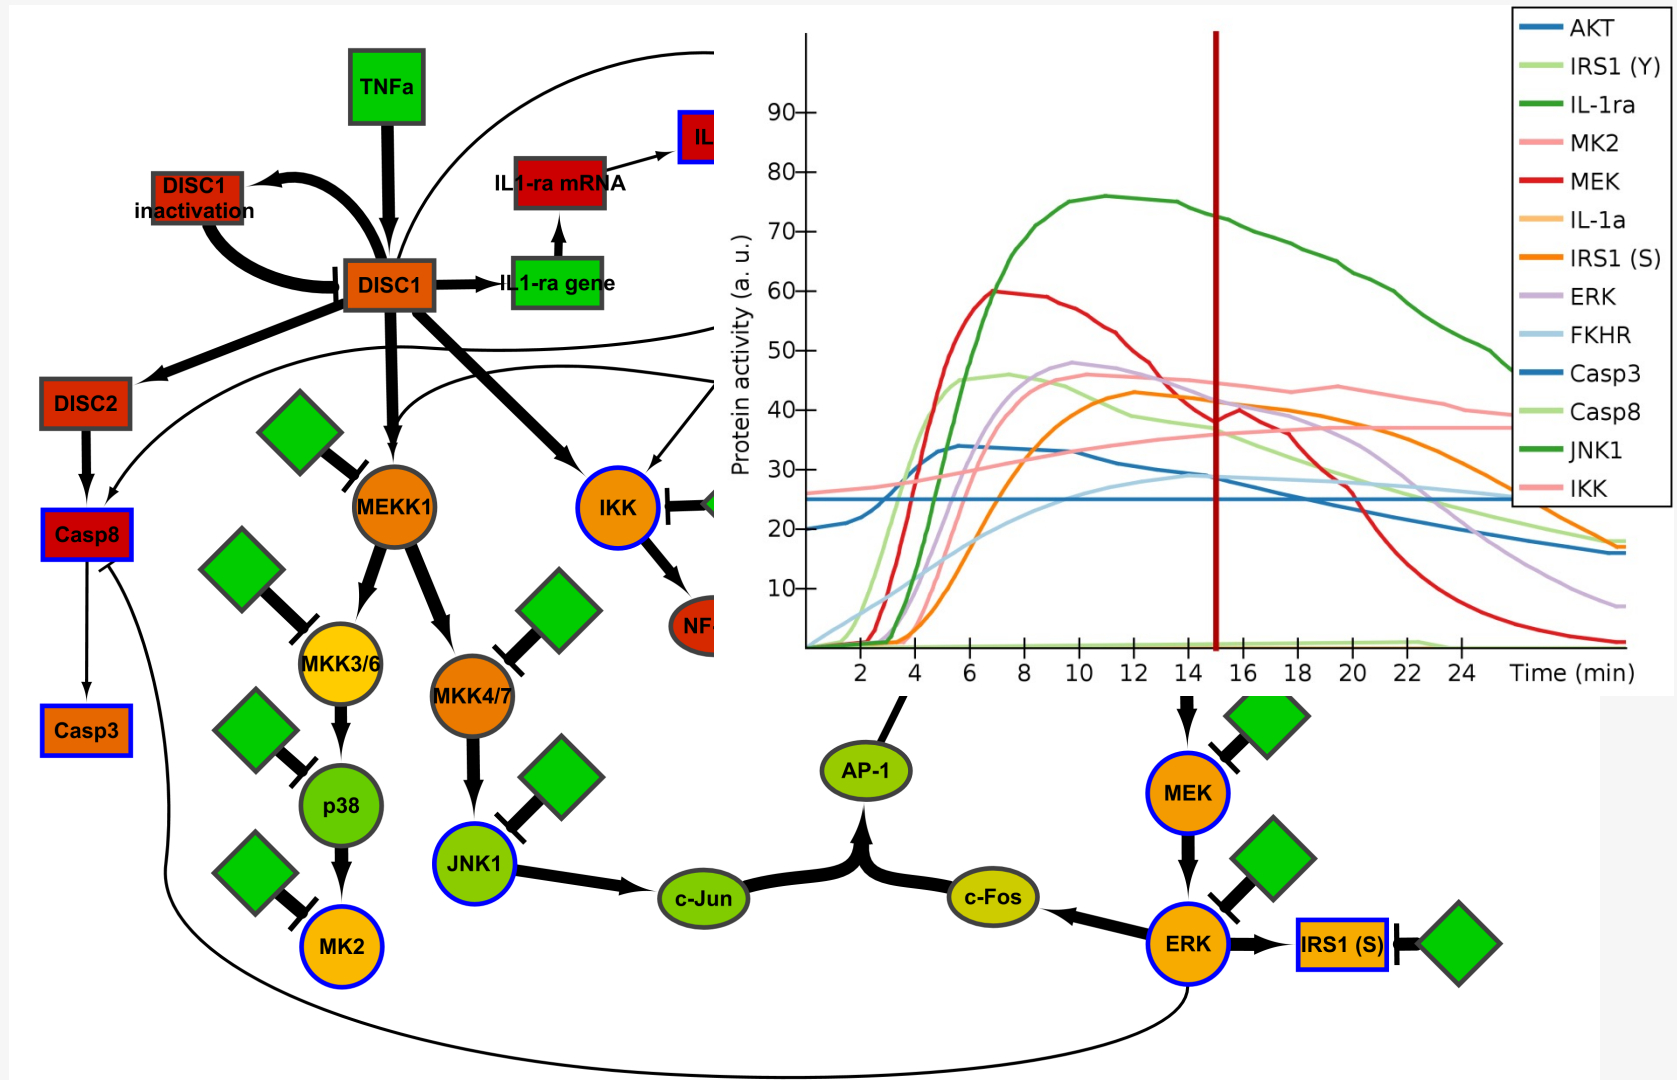 TNFa
DISC1
inactivation
IL1-ra mRNA
IL
DISC1
IL1-ra gene
DISC2
MEKK1
IKK
Casp8
NF-
MKK3/6
MKK4/7
Casp3
p38
AP-1
MEK
JNK1
c-Jun
c-Fos
MK2
ERK
IRS1 (S)
Protein activity (a. u.)
90
80
70
60
50
40
30
20
10
2 4 6 8 10 12 14 16 18 20 22 24 Time (min)
AKT
IRS1 (Y)
IL-1ra
MK2
MEK
IL-1a
IRS1 (S)
ERK
FKHR
Casp3
Casp8
JNK1
IKK